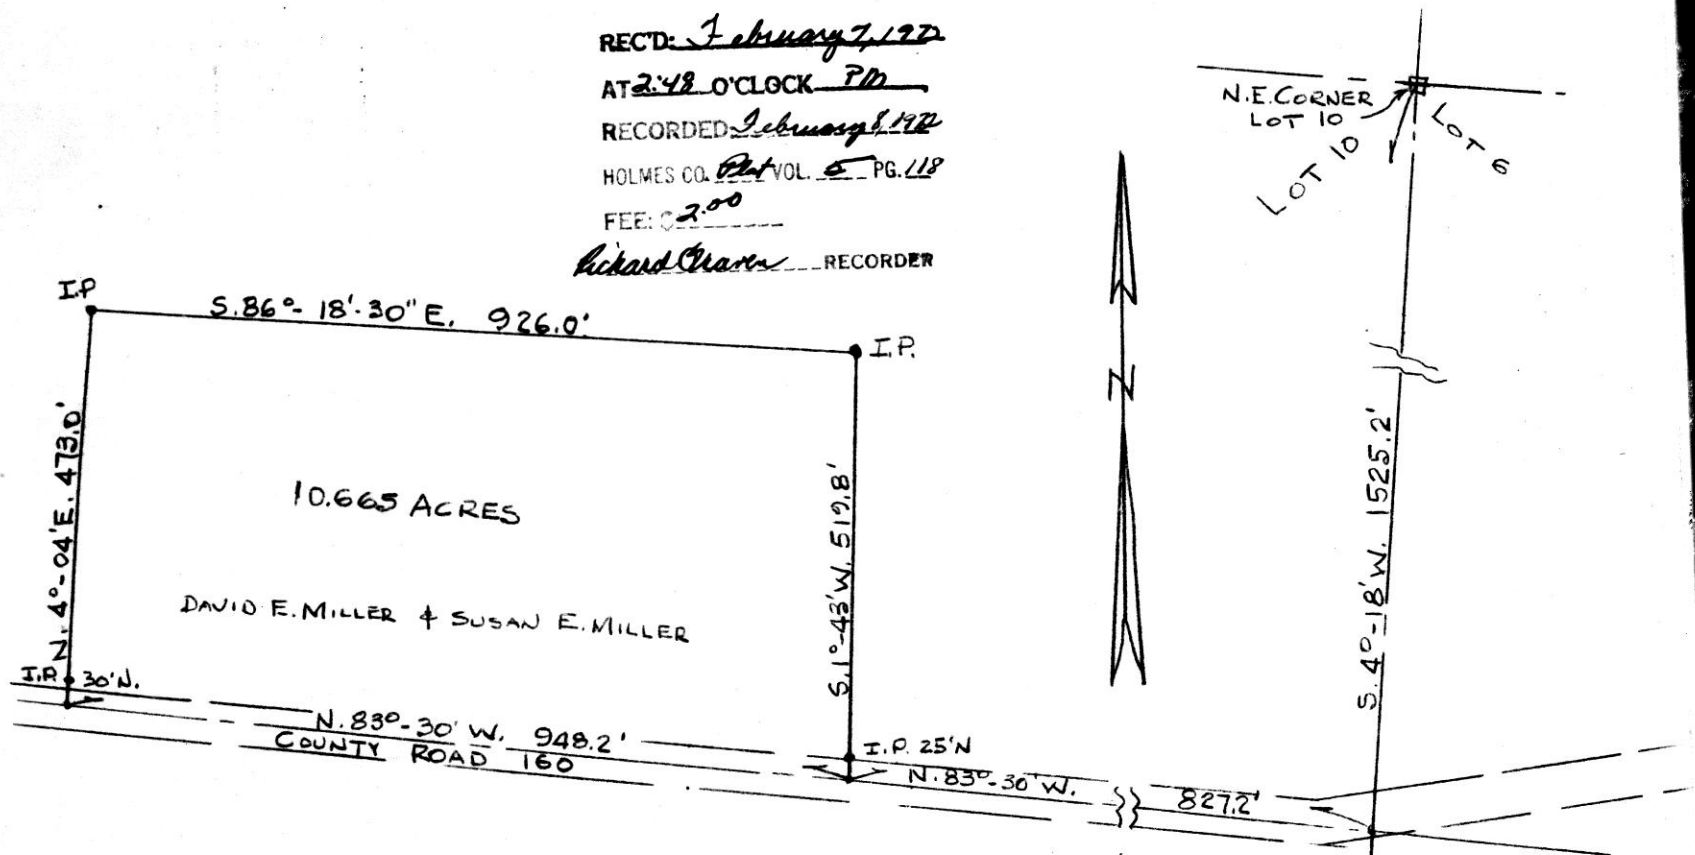 REC'D: February 7, 1972
AT 2:48 O'CLOCK PM
RECORDED February 8, 1972
HOLMES CO. Plat VOL. 5 PG. 118
FEE: $2.00
Richard Craven RECORDER
N.E. CORNER
LOT 10
LOT 10
LOT 6
I.P
S. 86°- 18'- 30" E. 926.0'
I.P.
N. 4°- 04' E. 473.0'
10.665 ACRES
DAVID E. MILLER & SUSAN E. MILLER
S. 1°- 43' W. 519.8'
N
S. 4°- 18' W. 1525.2'
I.P. 30' N.
N. 83°- 30' W. 948.2'
COUNTY ROAD 160
I.P. 25' N
N. 83°- 30' W. 827.2'